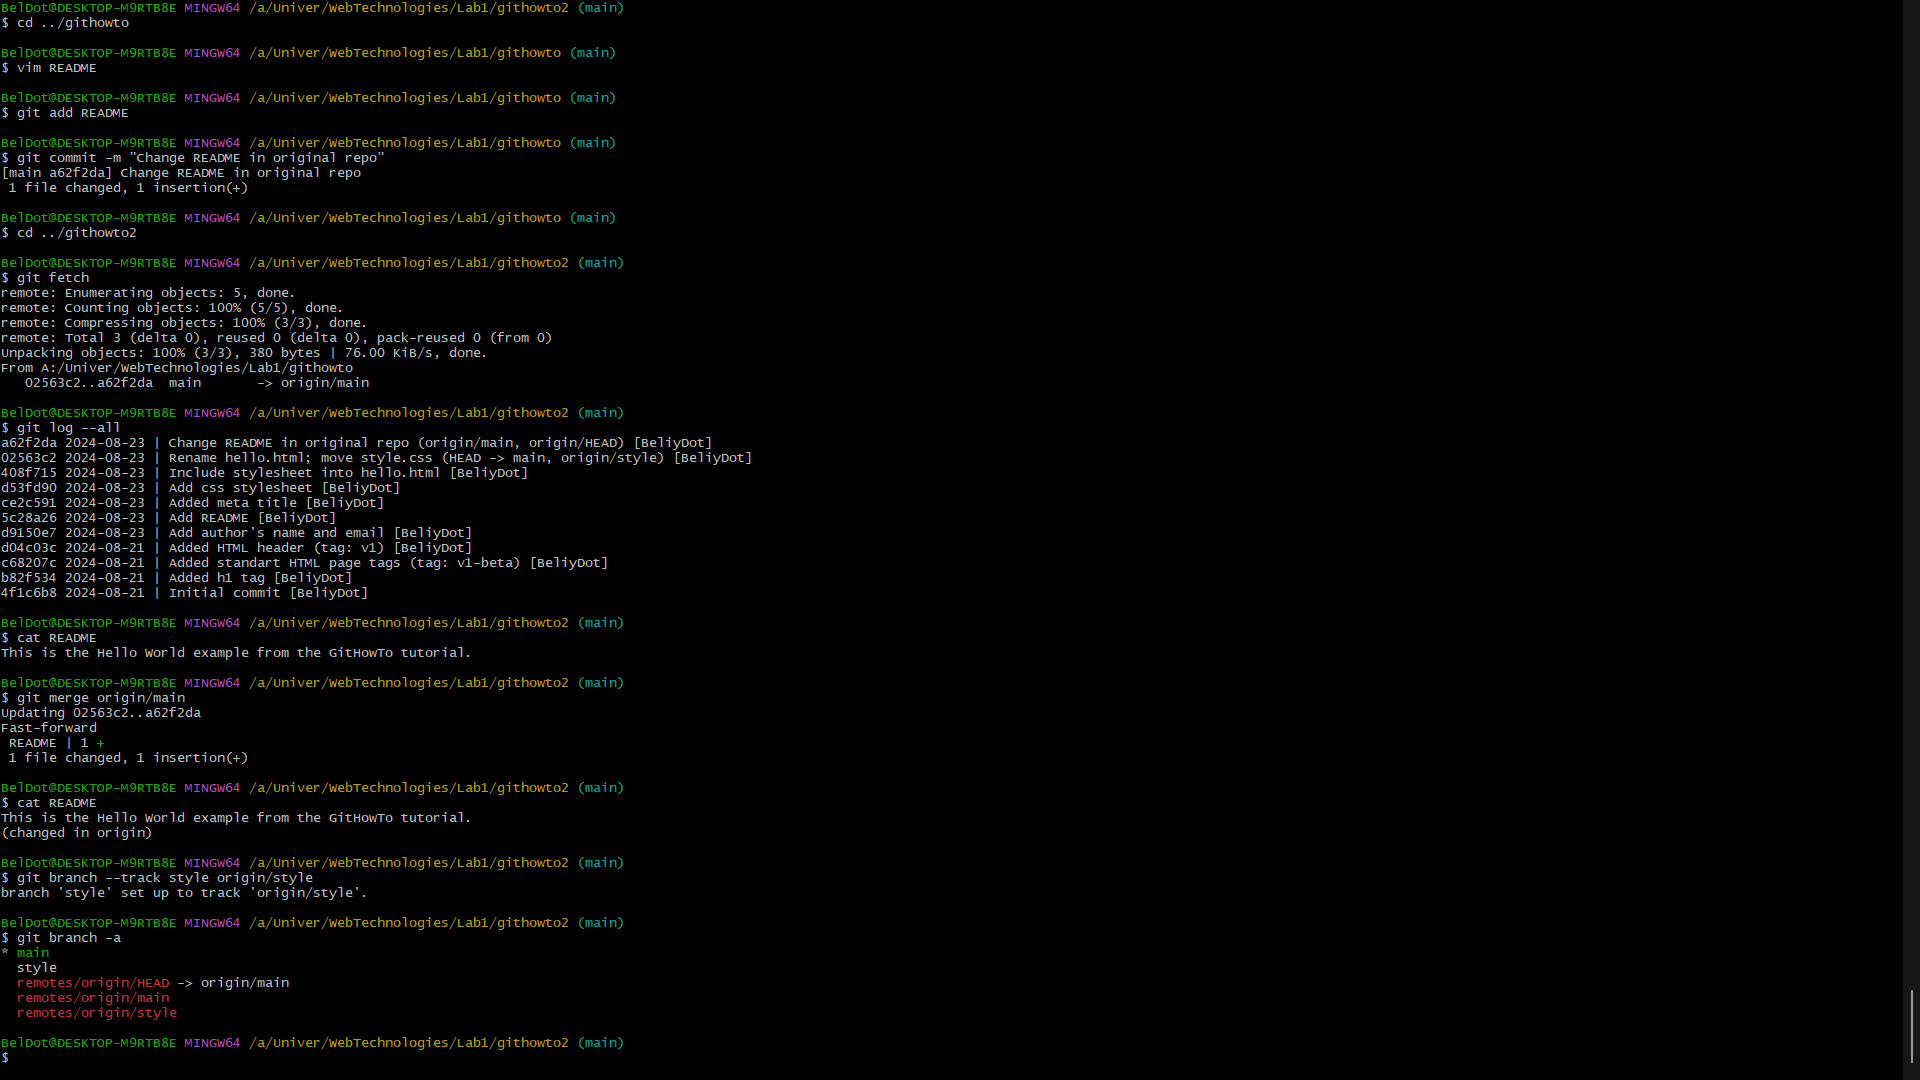 BelDot@DESKTOP-M9RTB8E MINGW64 /a/Univer/WebTechnologies/Lab1/githowto2 (main)
$ cd ../githowto
BelDot@DESKTOP-M9RTB8E MINGW64 /a/Univer/WebTechnologies/Lab1/githowto (main)
$ vim README
BelDot@DESKTOP-M9RTB8E MINGW64 /a/Univer/WebTechnologies/Lab1/githowto (main)
$ git add README
BelDot@DESKTOP-M9RTB8E MINGW64 /a/Univer/WebTechnologies/Lab1/githowto (main)
$ git commit -m "Change README in original repo"
[main a62f2da] Change README in original repo
 1 file changed, 1 insertion(+)
BelDot@DESKTOP-M9RTB8E MINGW64 /a/Univer/WebTechnologies/Lab1/githowto (main)
$ cd ../githowto2
BelDot@DESKTOP-M9RTB8E MINGW64 /a/Univer/WebTechnologies/Lab1/githowto2 (main)
$ git fetch
remote: Enumerating objects: 5, done.
remote: Counting objects: 100% (5/5), done.
remote: Compressing objects: 100% (3/3), done.
remote: Total 3 (delta 0), reused 0 (delta 0), pack-reused 0 (from 0)
Unpacking objects: 100% (3/3), 380 bytes | 76.00 KiB/s, done.
From A:/Univer/WebTechnologies/Lab1/githowto
   02563c2..a62f2da  main       -> origin/main
BelDot@DESKTOP-M9RTB8E MINGW64 /a/Univer/WebTechnologies/Lab1/githowto2 (main)
$ git log --all
a62f2da 2024-08-23 | Change README in original repo (origin/main, origin/HEAD) [BeliyDot]
02563c2 2024-08-23 | Rename hello.html; move style.css (HEAD -> main, origin/style) [BeliyDot]
408f715 2024-08-23 | Include stylesheet into hello.html [BeliyDot]
d53fd90 2024-08-23 | Add css stylesheet [BeliyDot]
ce2c591 2024-08-23 | Added meta title [BeliyDot]
5c28a26 2024-08-23 | Add README [BeliyDot]
d9150e7 2024-08-23 | Add author's name and email [BeliyDot]
d04c03c 2024-08-21 | Added HTML header (tag: v1) [BeliyDot]
c68207c 2024-08-21 | Added standart HTML page tags (tag: v1-beta) [BeliyDot]
b82f534 2024-08-21 | Added h1 tag [BeliyDot]
4f1c6b8 2024-08-21 | Initial commit [BeliyDot]
BelDot@DESKTOP-M9RTB8E MINGW64 /a/Univer/WebTechnologies/Lab1/githowto2 (main)
$ cat README
This is the Hello World example from the GitHowTo tutorial.
BelDot@DESKTOP-M9RTB8E MINGW64 /a/Univer/WebTechnologies/Lab1/githowto2 (main)
$ git merge origin/main
Updating 02563c2..a62f2da
Fast-forward
 README | 1 +
 1 file changed, 1 insertion(+)
BelDot@DESKTOP-M9RTB8E MINGW64 /a/Univer/WebTechnologies/Lab1/githowto2 (main)
$ cat README
This is the Hello World example from the GitHowTo tutorial.
(changed in origin)
BelDot@DESKTOP-M9RTB8E MINGW64 /a/Univer/WebTechnologies/Lab1/githowto2 (main)
$ git branch --track style origin/style
branch 'style' set up to track 'origin/style'.
BelDot@DESKTOP-M9RTB8E MINGW64 /a/Univer/WebTechnologies/Lab1/githowto2 (main)
$ git branch -a
* main
  style
  remotes/origin/HEAD -> origin/main
  remotes/origin/main
  remotes/origin/style
BelDot@DESKTOP-M9RTB8E MINGW64 /a/Univer/WebTechnologies/Lab1/githowto2 (main)
$